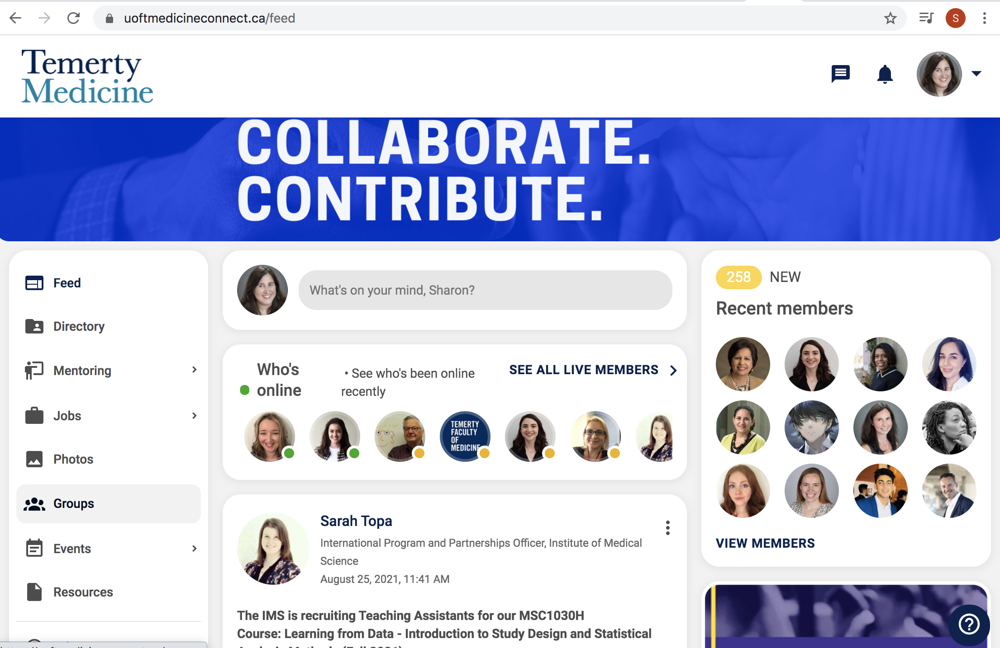 uoftmedicineconnect.ca/feed
S
Temerty
Medicine
COLLABORATE.
CONTRIBUTE.
Feed
Directory
Mentoring
Jobs
Photos
Groups
Events
Resources
What's on your mind, Sharon?
Who's
online
• See who's been online
recently
SEE ALL LIVE MEMBERS
TEMERTY
FACULTY
OF
MEDICINE
Sarah Topa
International Program and Partnerships Officer, Institute of Medical
Science
August 25, 2021, 11:41 AM
The IMS is recruiting Teaching Assistants for our MSC1030H
Course: Learning from Data - Introduction to Study Design and Statistical
258 NEW
Recent members
VIEW MEMBERS